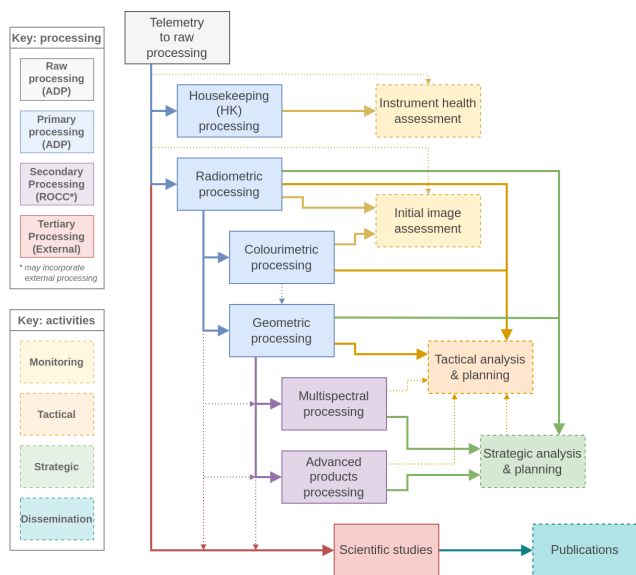 Key: processing
Raw
processing
(ADP)
Primary
processing
(ADP)
Secondary
Processing
(ROCC*)
Tertiary
Processing
(External)
* may incorporate
external processing
Key: activities
Monitoring
Tactical
Strategic
Dissemination
Telemetry
to raw
processing
Housekeeping
(HK)
processing
Instrument health
assessment
Radiometric
processing
Initial image
assessment
Colourimetric
processing
Geometric
processing
Tactical analysis
& planning
Multispectral
processing
Strategic analysis
& planning
Advanced
products
processing
Scientific studies
Publications